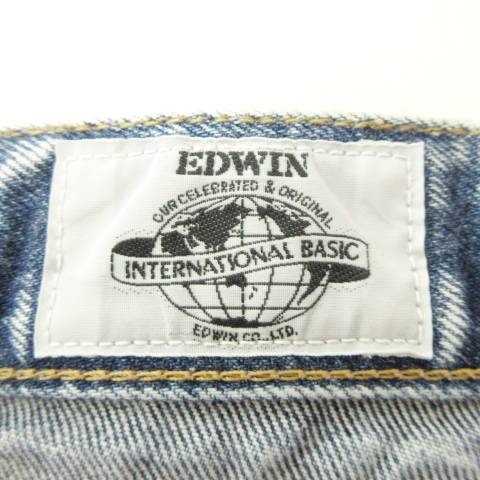 EDWIN
OUR CELEBRATED & ORIGINAL
INTERNATIONAL BASIC
EDWIN CO., LTD.